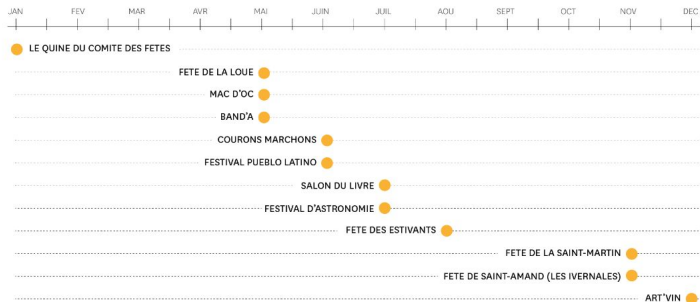 JAN FEV MAR AVR MAI JUIN JUIL AOU SEPT OCT NOV DEC
LE QUINE DU COMITE DES FETES
FETE DE LA LOUE
MAC D'OC
BAND'A
COURONS MARCHONS
FESTIVAL PUEBLO LATINO
SALON DU LIVRE
FESTIVAL D'ASTRONOMIE
FETE DES ESTIVANTS
FETE DE LA SAINT-MARTIN
FETE DE SAINT-AMAND (LES IVERNALES)
ART'VIN